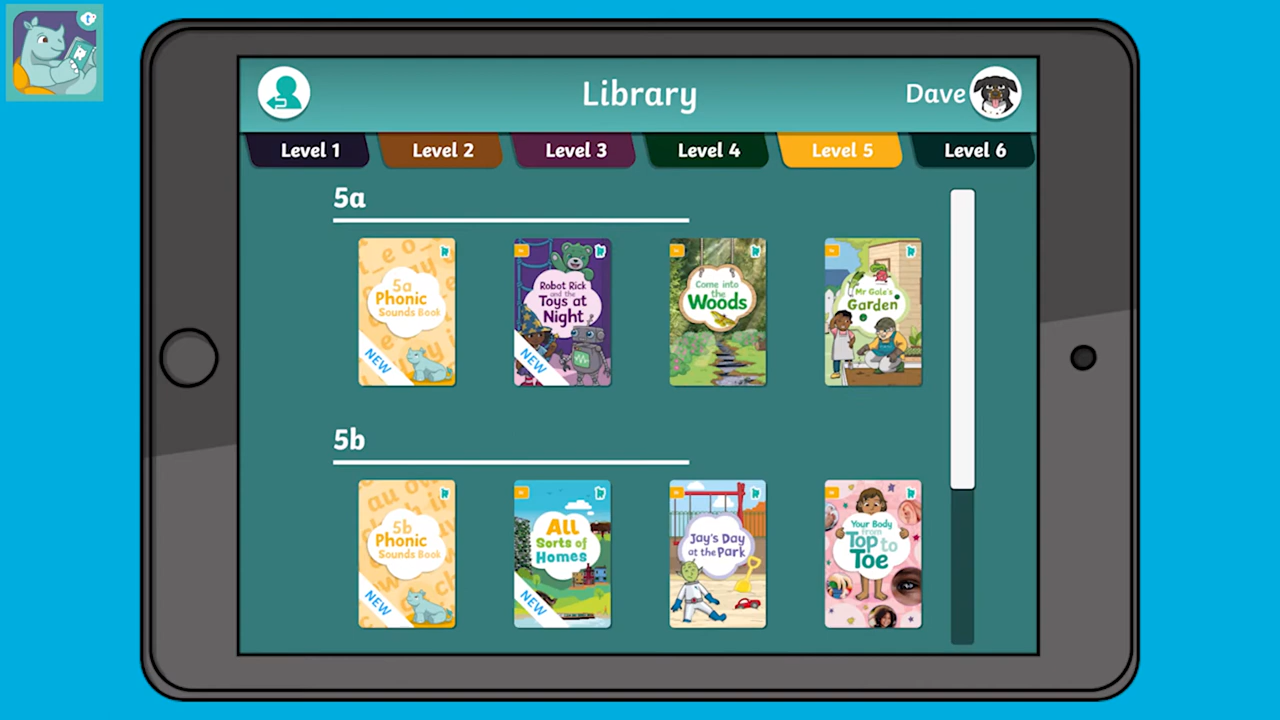 Library
Dave
Level 1
Level 2
Level 3
Level 4
Level 5
Level 6
5a
5a
Phonic
Sounds Book
NEW
Robot Rick
and the
Toys at
Night
NEW
Come into
the
Woods
Mr Gale's
Garden
5b
5b
Phonic
Sounds Book
NEW
All
Sorts of
Homes
NEW
Jay's Day
at the Park
Your Body
from
Top to
Toe